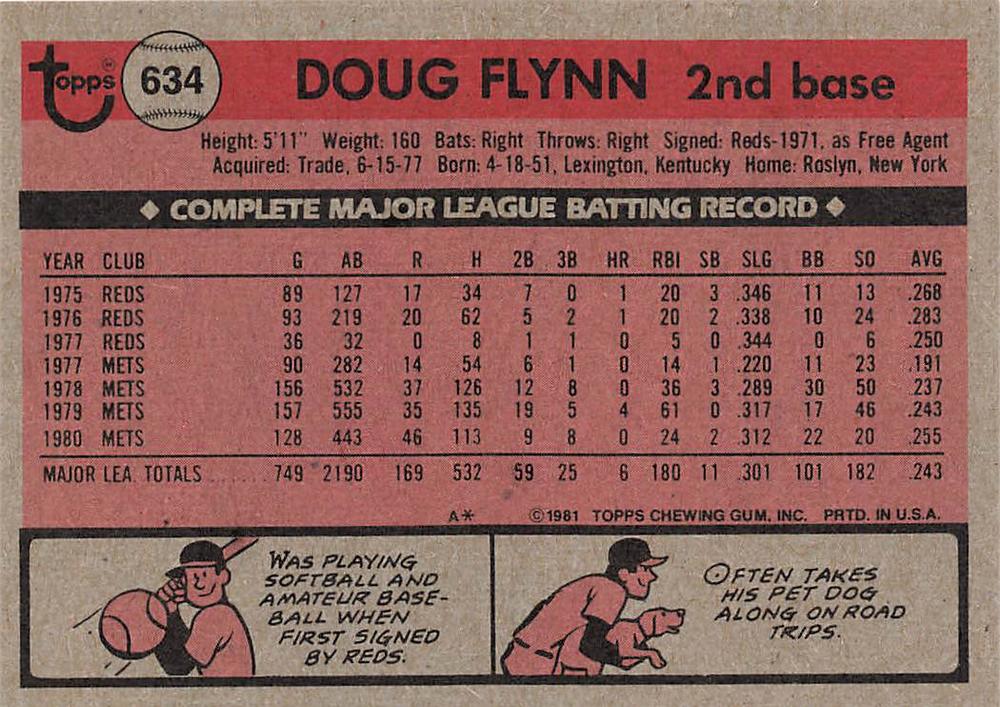 Topps® 634 DOUG FLYNN 2nd base
Height: 5'11" Weight: 160 Bats: Right Throws: Right Signed: Reds-1971, as Free Agent
Acquired: Trade, 6-15-77 Born: 4-18-51, Lexington, Kentucky Home: Roslyn, New York
◆ COMPLETE MAJOR LEAGUE BATTING RECORD ◆
YEAR CLUB G AB R H 2B 3B HR RBI SB SLG BB SO AVG
1975 REDS 89 127 17 34 7 0 1 20 3 .346 11 13 .268
1976 REDS 93 219 20 62 5 2 1 20 2 .338 10 24 .283
1977 REDS 36 32 0 8 1 1 0 5 0 .344 0 6 .250
1977 METS 90 282 14 54 6 1 0 14 1 .220 11 23 .191
1978 METS 156 532 37 126 12 8 0 36 3 .289 30 50 .237
1979 METS 157 555 35 135 19 5 4 61 0 .317 17 46 .243
1980 METS 128 443 46 113 9 8 0 24 2 .312 22 20 .255
MAJOR LEA. TOTALS 749 2190 169 532 59 25 6 180 11 .301 101 182 .243
A* ©1981 TOPPS CHEWING GUM, INC. PRTD. IN U.S.A.
WAS PLAYING
SOFTBALL AND
AMATEUR BASE-
BALL WHEN
FIRST SIGNED
BY REDS.
OFTEN TAKES
HIS PET DOG
ALONG ON ROAD
TRIPS.